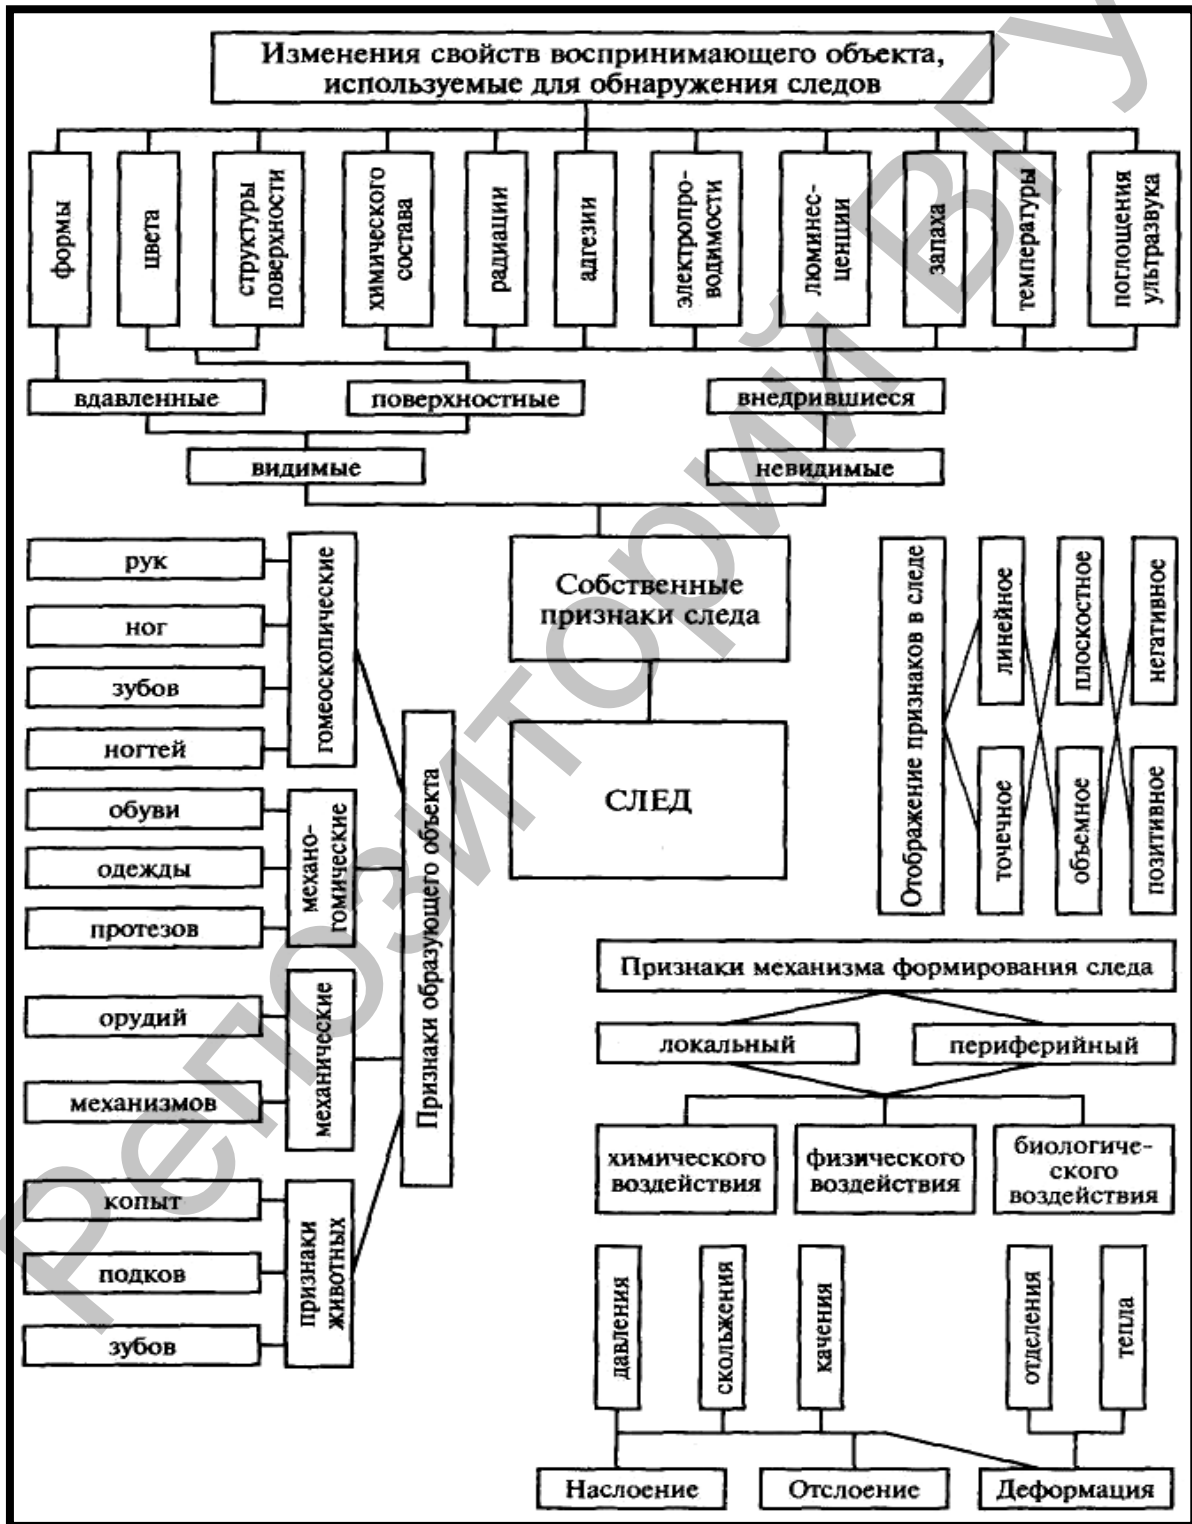 Изменения свойств воспринимающего объекта,
используемые для обнаружения следов
формы
цвета
структуры
поверхности
химического
состава
радиации
адгезии
электропро-
водимости
люминес-
ценции
запаха
температуры
поглощения
ультразвука
вдавленные
поверхностные
внедрившиеся
видимые
невидимые
Собственные
признаки следа
СЛЕД
рук
ног
зубов
ногтей
гомеоскопические
обуви
одежды
протезов
механо-
гомические
орудий
механизмов
механические
копыт
подков
зубов
признаки
животных
Признаки образующего объекта
Отображение признаков в следе
линейное
плоскостное
негативное
точечное
объемное
позитивное
Признаки механизма формирования следа
локальный
периферийный
химического
воздействия
физического
воздействия
биологиче-
ского
воздействия
давления
скольжения
качения
отделения
тепла
Наслоение
Отслоение
Деформация
Репозиторий ВГУ